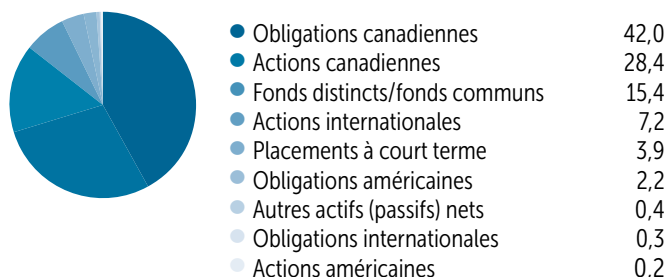 Obligations canadiennes 42,0
Actions canadiennes 28,4
Fonds distincts/fonds communs 15,4
Actions internationales 7,2
Placements à court terme 3,9
Obligations américaines 2,2
Autres actifs (passifs) nets 0,4
Obligations internationales 0,3
Actions américaines 0,2